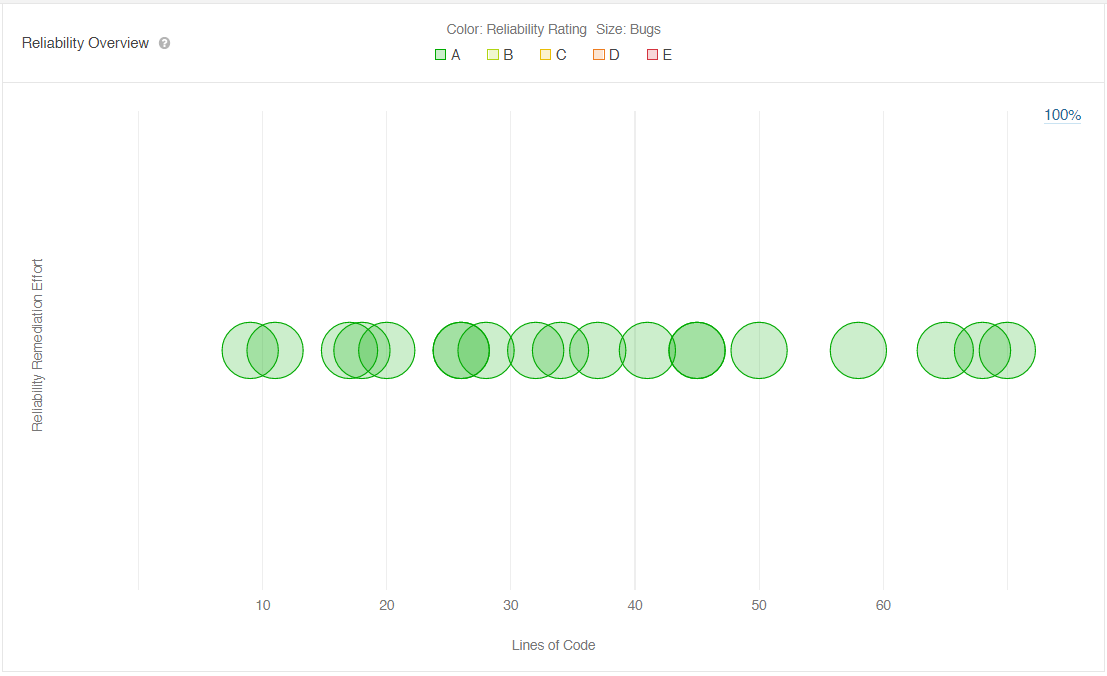 Reliability Overview ?
Color: Reliability Rating Size: Bugs
A B C D E
100%
Reliability Remediation Effort
10 20 30 40 50 60
Lines of Code